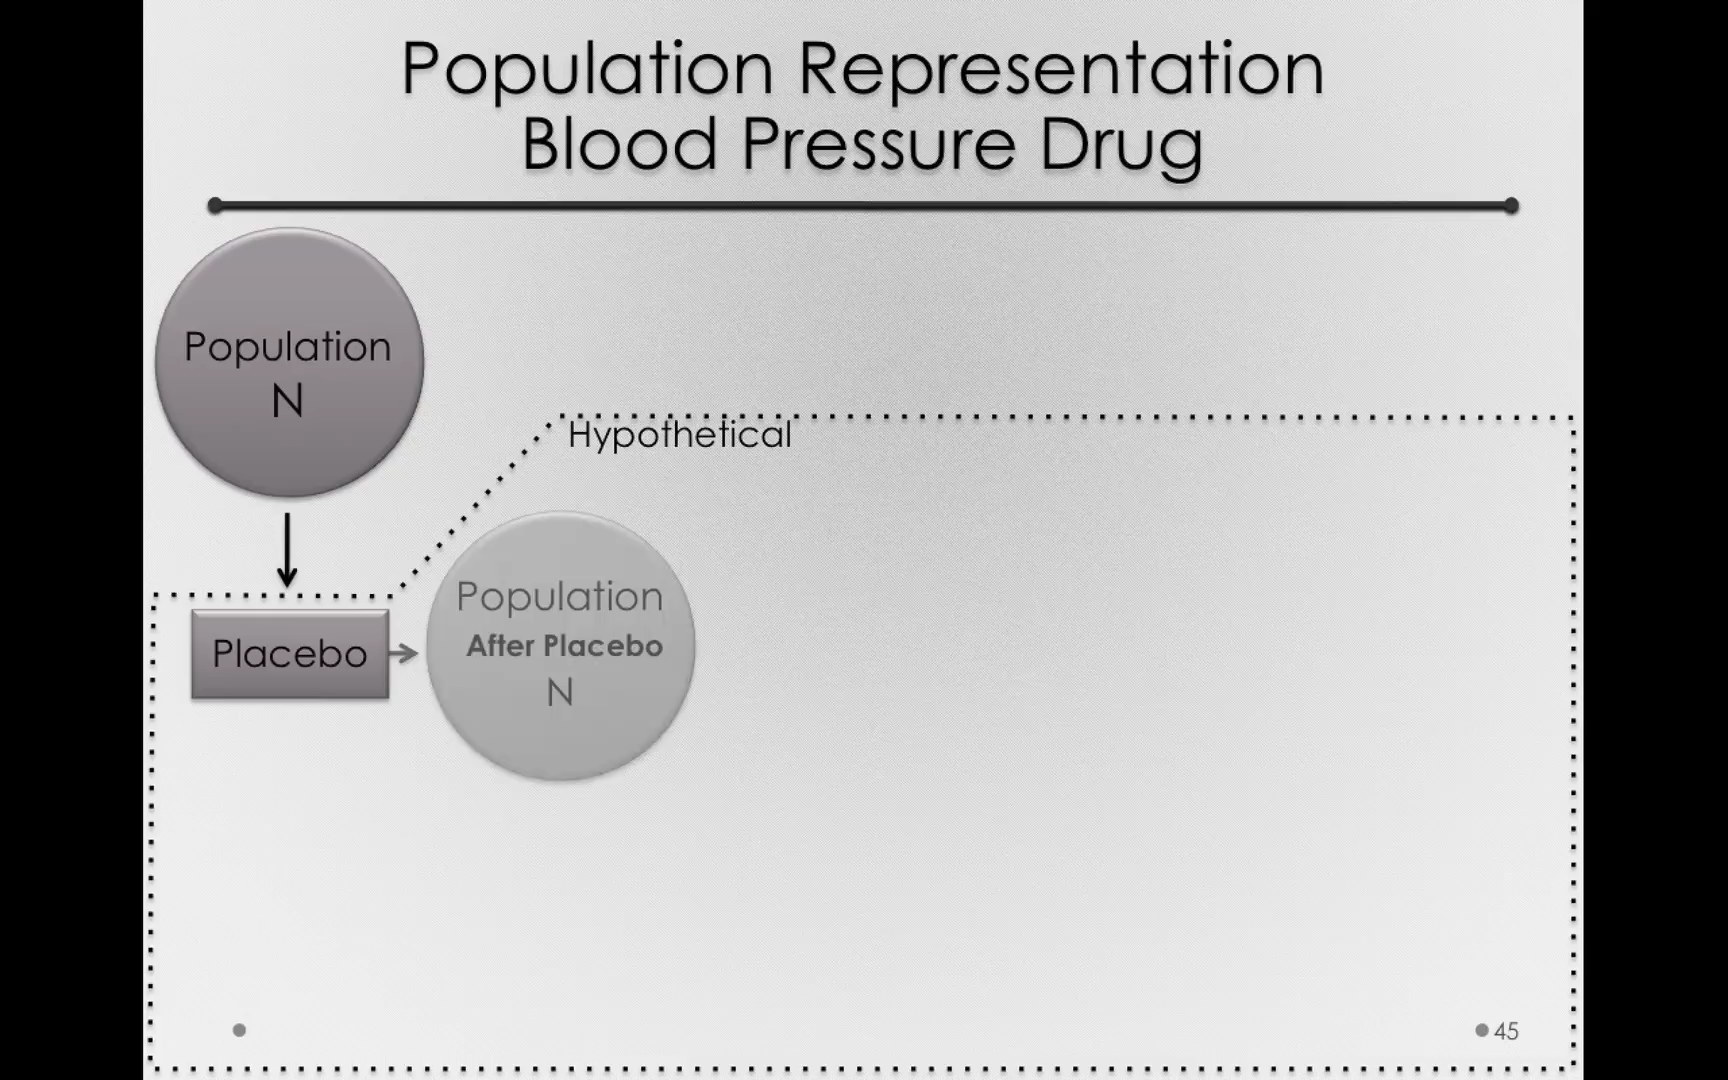 Population Representation
Blood Pressure Drug
Population
N
Hypothetical
Placebo
Population
After Placebo
N
45